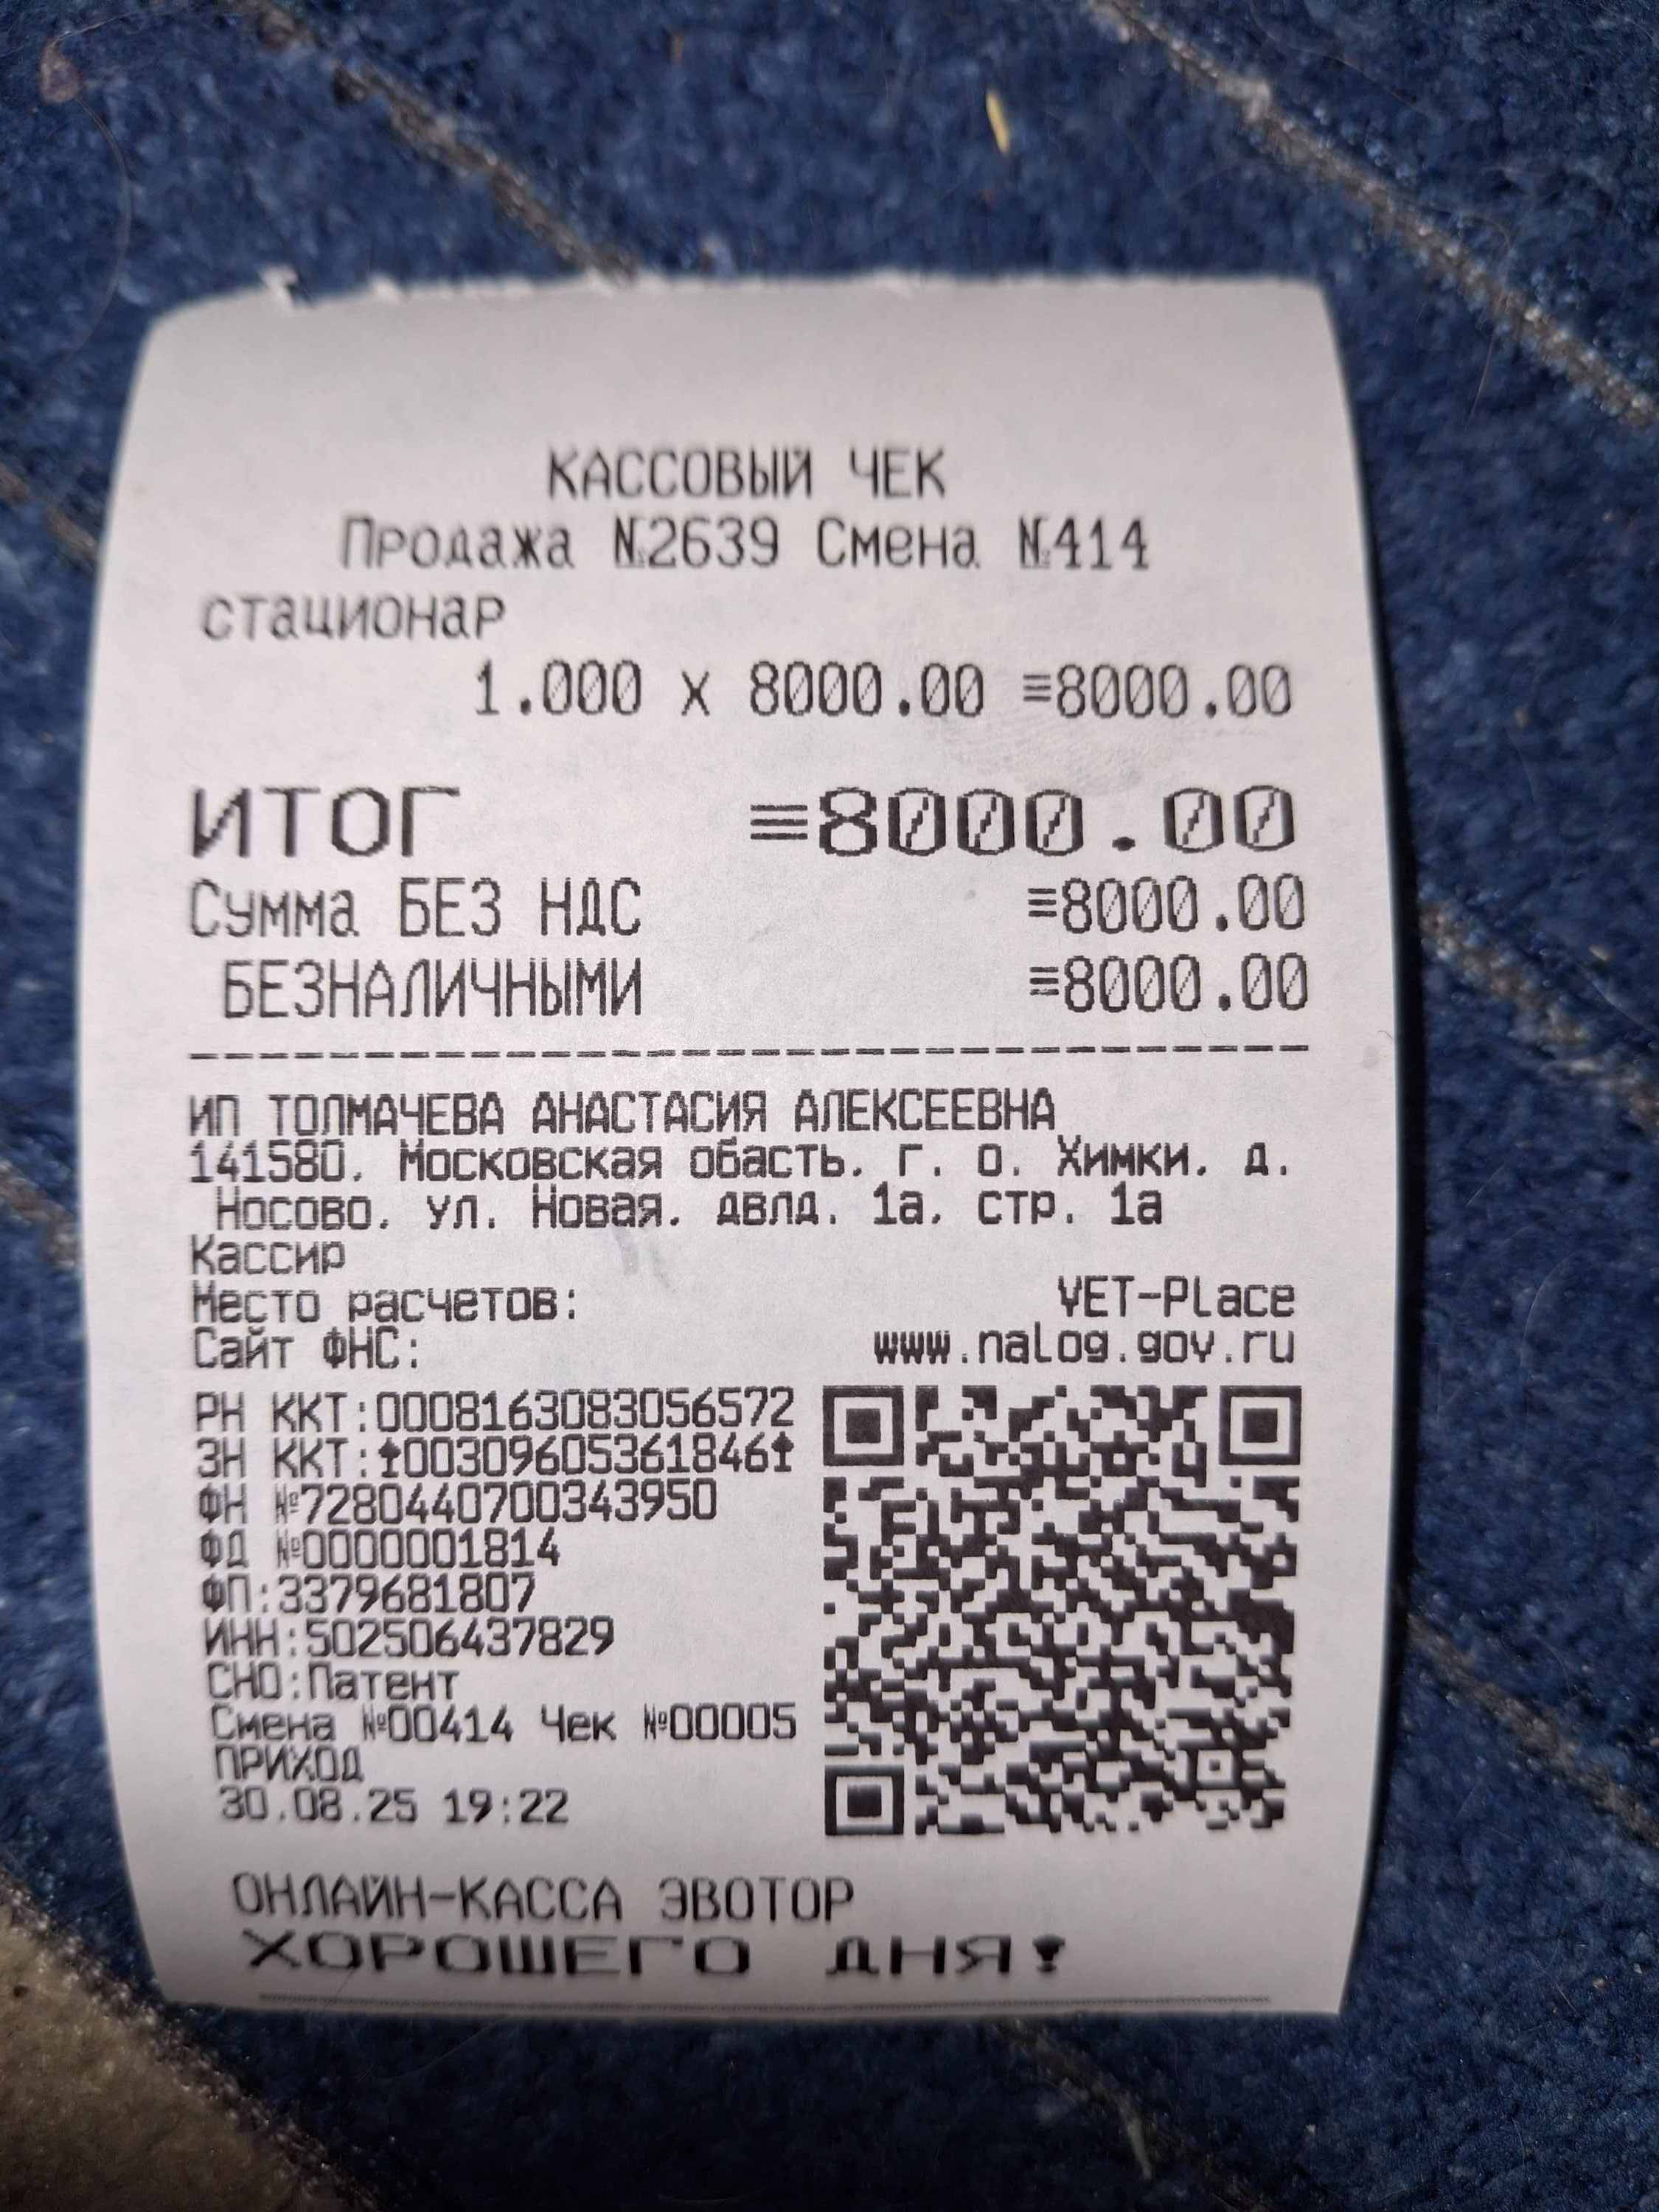 КАССОВЫЙ ЧЕК
Продажа №2639 Смена №414
стационар
1.000 x 8000.00 ≡8000.00
ИТОГ ≡8000.00
Сумма БЕЗ НДС ≡8000.00
БЕЗНАЛИЧНЫМИ ≡8000.00
ИП ТОЛМАЧЕВА АНАСТАСИЯ АЛЕКСЕЕВНА
141580, Московская обасть, г. о. Химки, д.
Носово, ул. Новая, двлд. 1а, стр. 1а
Кассир
Место расчетов: VET-Place
Сайт ФНС: www.nalog.gov.ru
РН ККТ:0008163083056572
ЗН ККТ:↑00309605361846↑
ФН №7280440700343950
ФД №0000001814
ФП:3379681807
ИНН:502506437829
СНО:Патент
Смена №00414 Чек №00005
ПРИХОД
30.08.25 19:22
ОНЛАЙН-КАССА ЭВОТОР
ХОРОШЕГО ДНЯ!